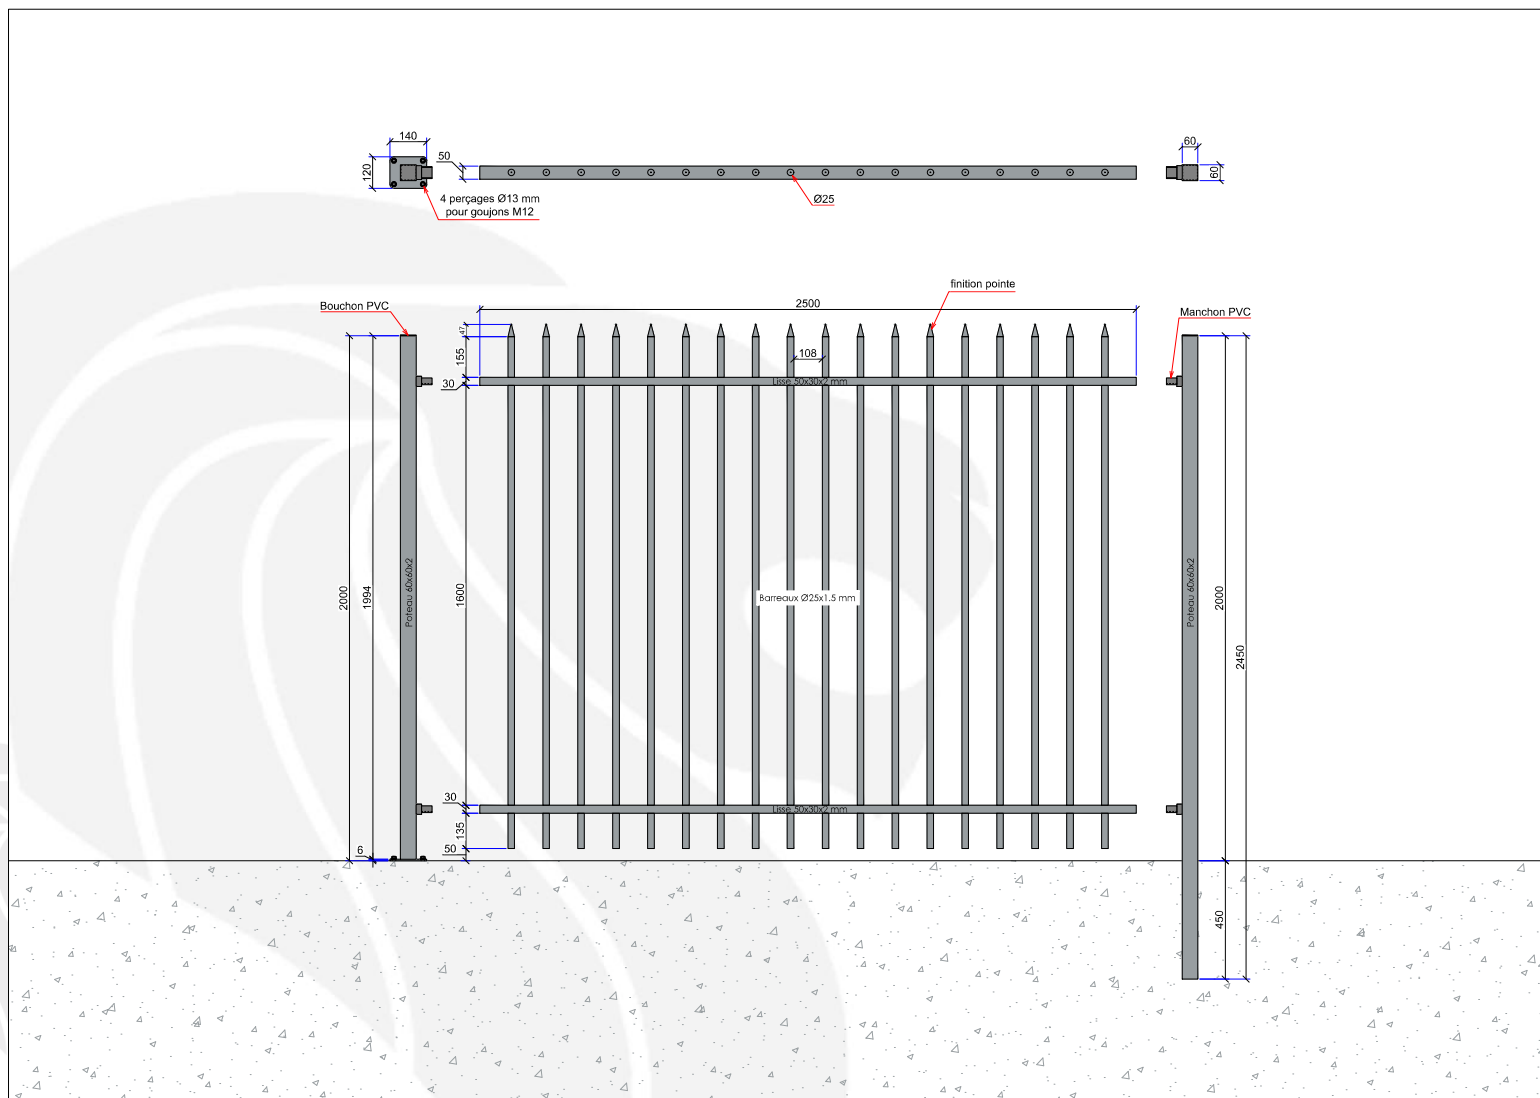 140
120
50
4 perçages Ø13 mm
pour goujons M12
Ø25
60
60
finition pointe
2500
Bouchon PVC
Manchon PVC
47
155
108
30
Lisse 50x30x2 mm
2000
1994
Poteau 60x60x2
1600
Barreaux Ø25x1.5 mm
Poteau 60x60x2
2000
2450
30
Lisse 50x30x2 mm
135
6
50
450